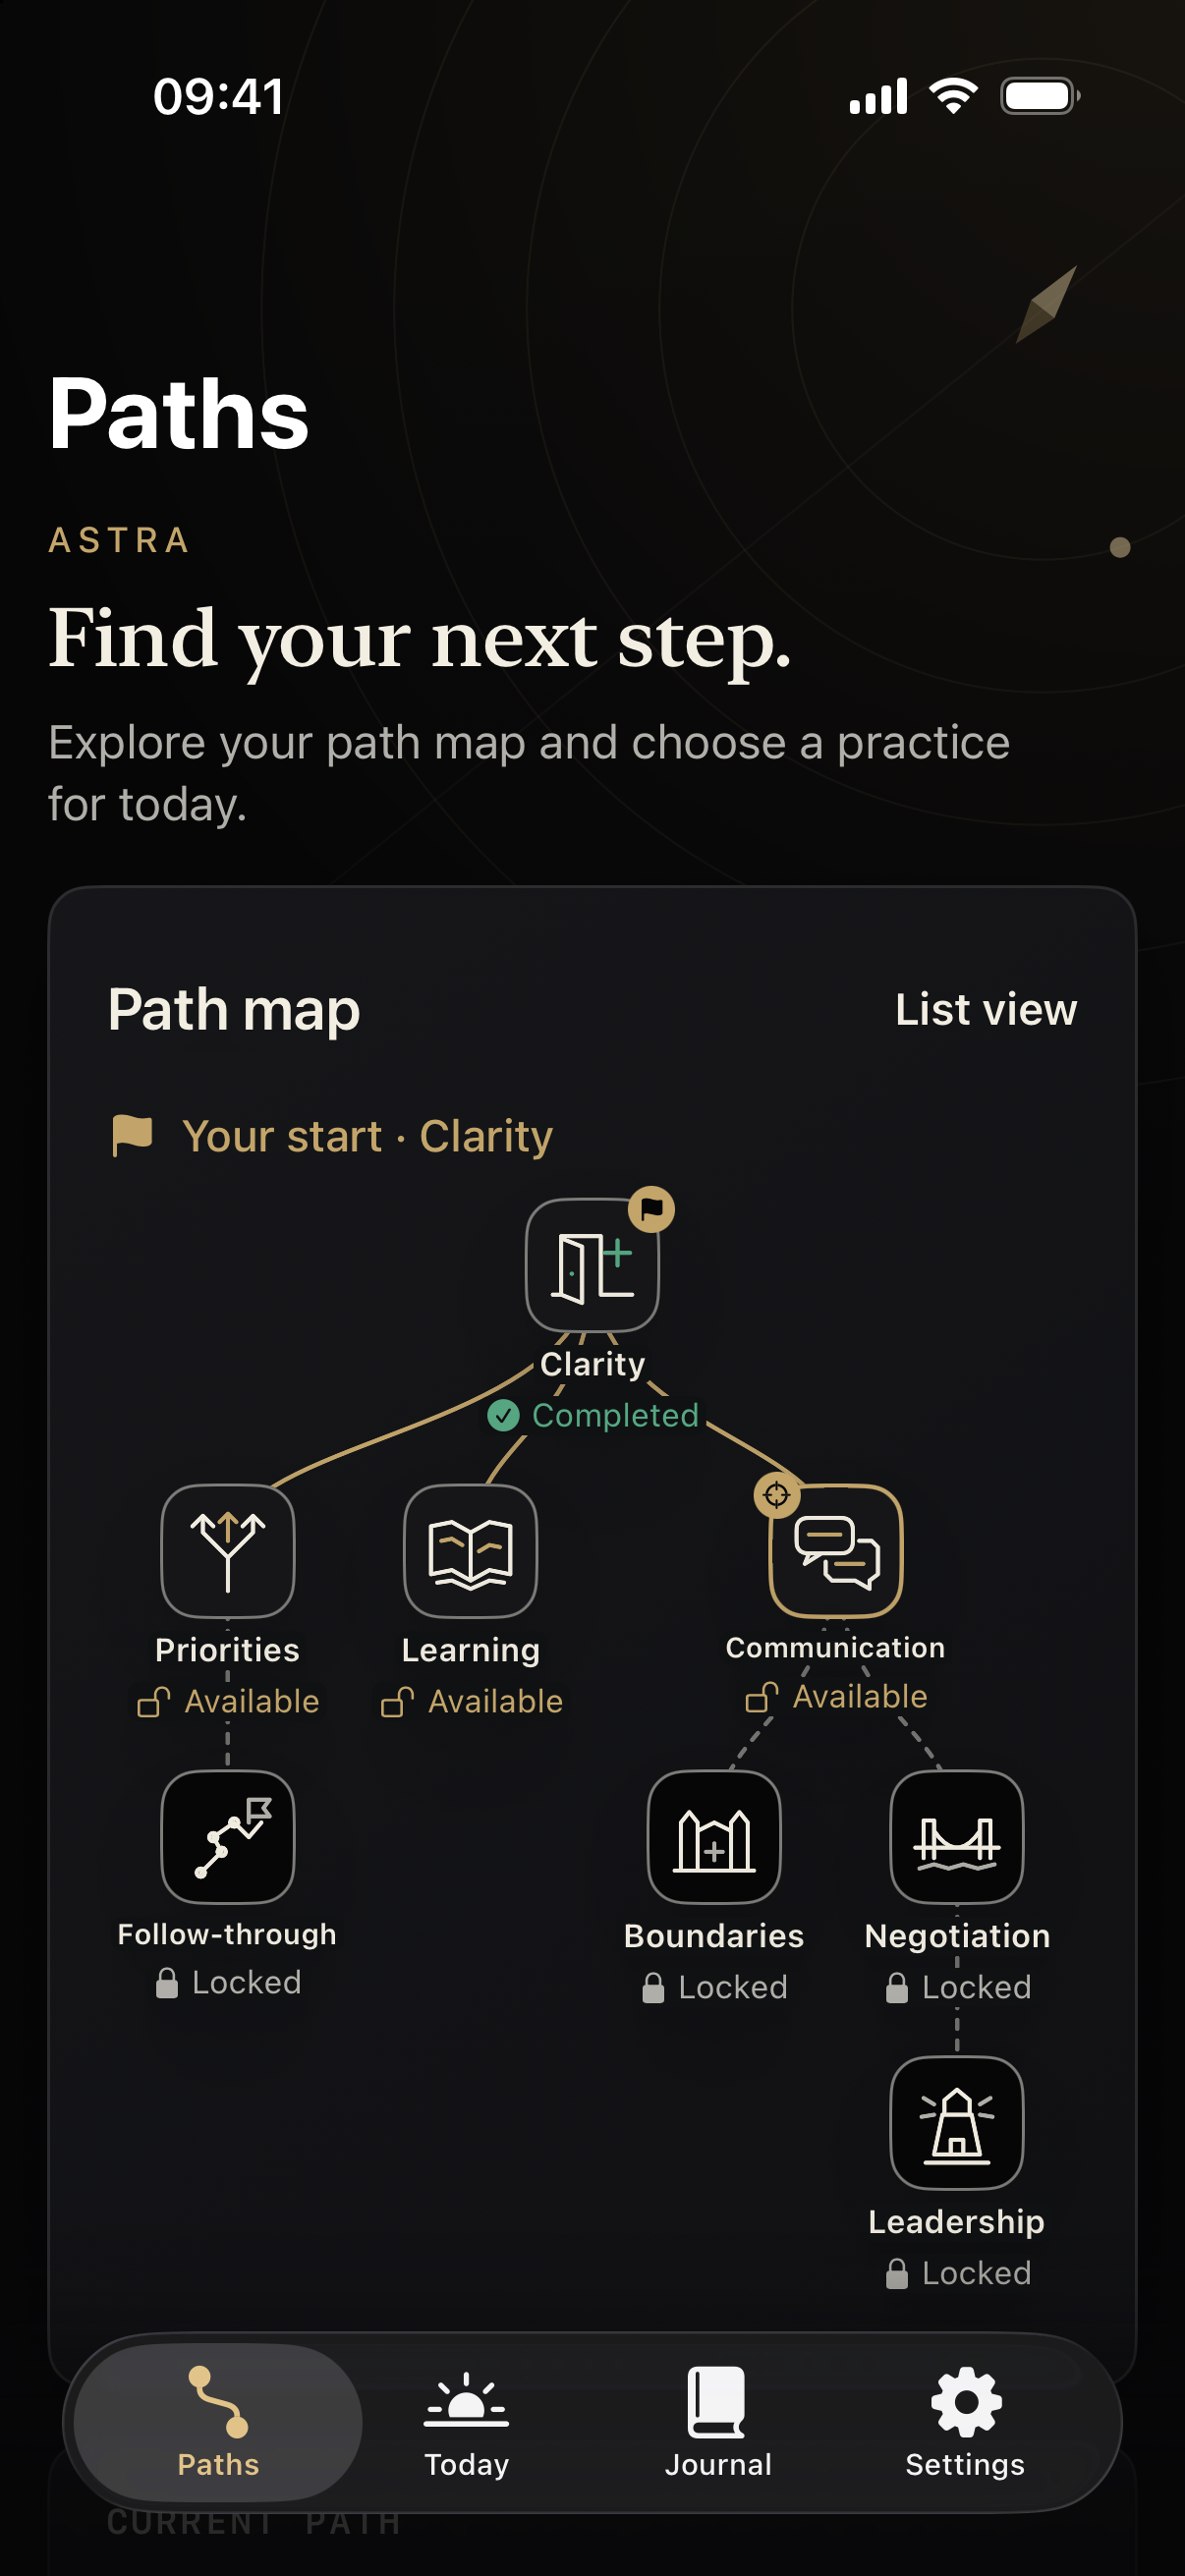 09:41
Paths
ASTRA
Find your next step.
Explore your path map and choose a practice
for today.
Path map
List view
Your start · Clarity
Clarity
Completed
Priorities
Learning
Communication
Available
Available
Available
Follow-through
Boundaries
Negotiation
Locked
Locked
Locked
Leadership
Locked
Paths
Today
Journal
Settings
CURRENT PATH